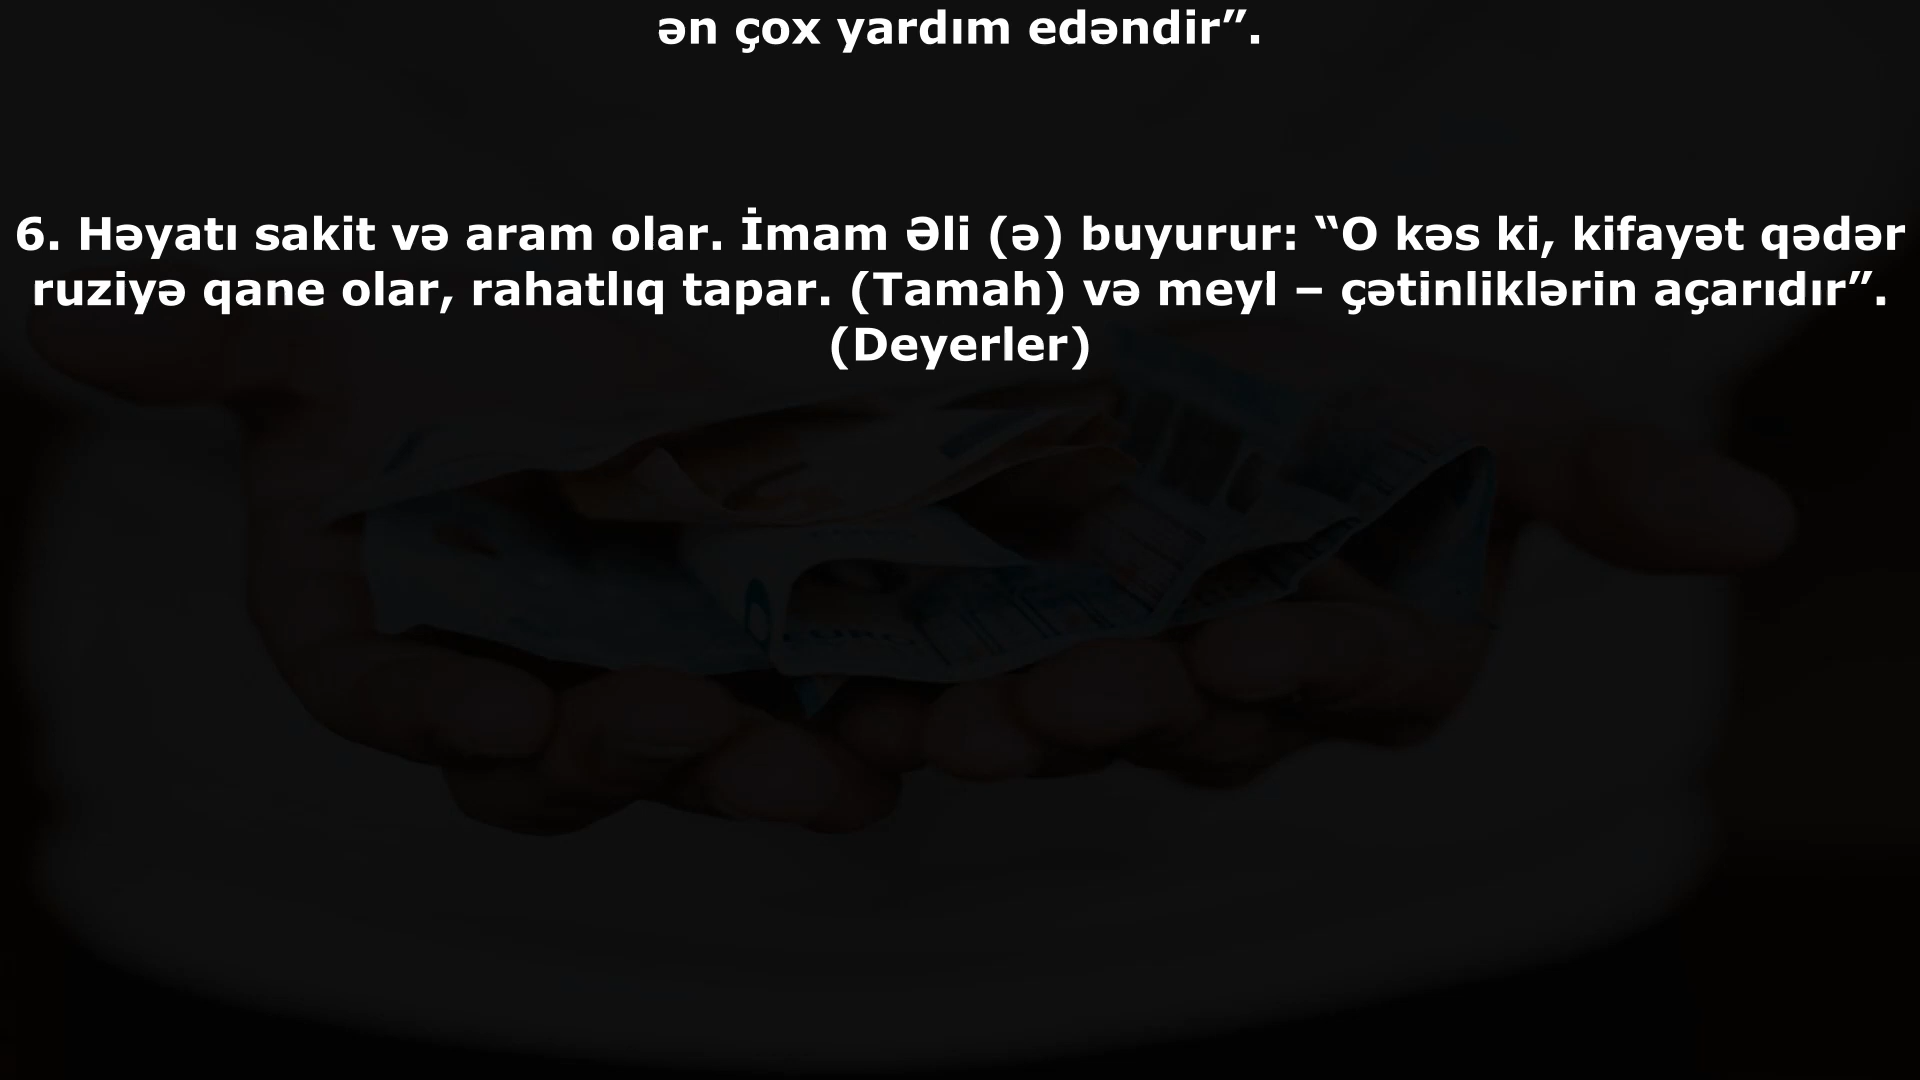 ən çox yardım edəndir”.
6. Həyatı sakit və aram olar. İmam Əli (ə) buyurur: “O kəs ki, kifayət qədər
ruziyə qane olar, rahatlıq tapar. (Tamah) və meyl – çətinliklərin açarıdır”.
(Deyerler)